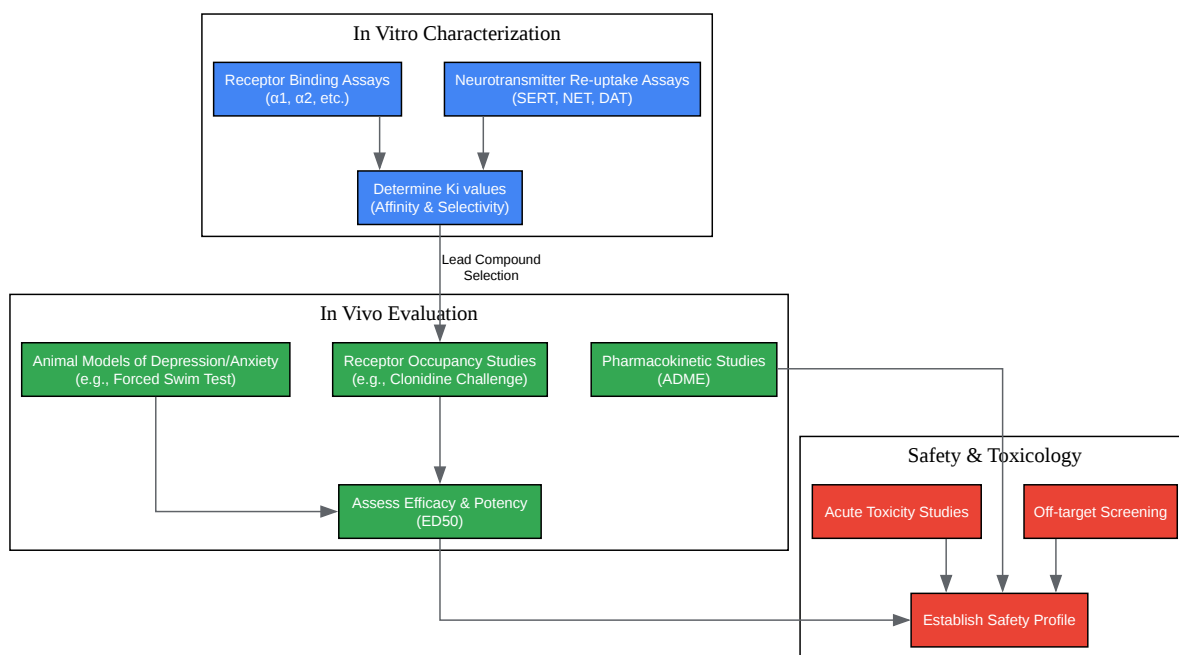 In Vitro Characterization
Receptor Binding Assays
(α1, α2, etc.)
Neurotransmitter Re-uptake Assays
(SERT, NET, DAT)
Determine Ki values
(Affinity & Selectivity)
Lead Compound
Selection
In Vivo Evaluation
Animal Models of Depression/Anxiety
(e.g., Forced Swim Test)
Receptor Occupancy Studies
(e.g., Clonidine Challenge)
Pharmacokinetic Studies
(ADME)
Assess Efficacy & Potency
(ED50)
Safety & Toxicology
Acute Toxicity Studies
Off-target Screening
Establish Safety Profile